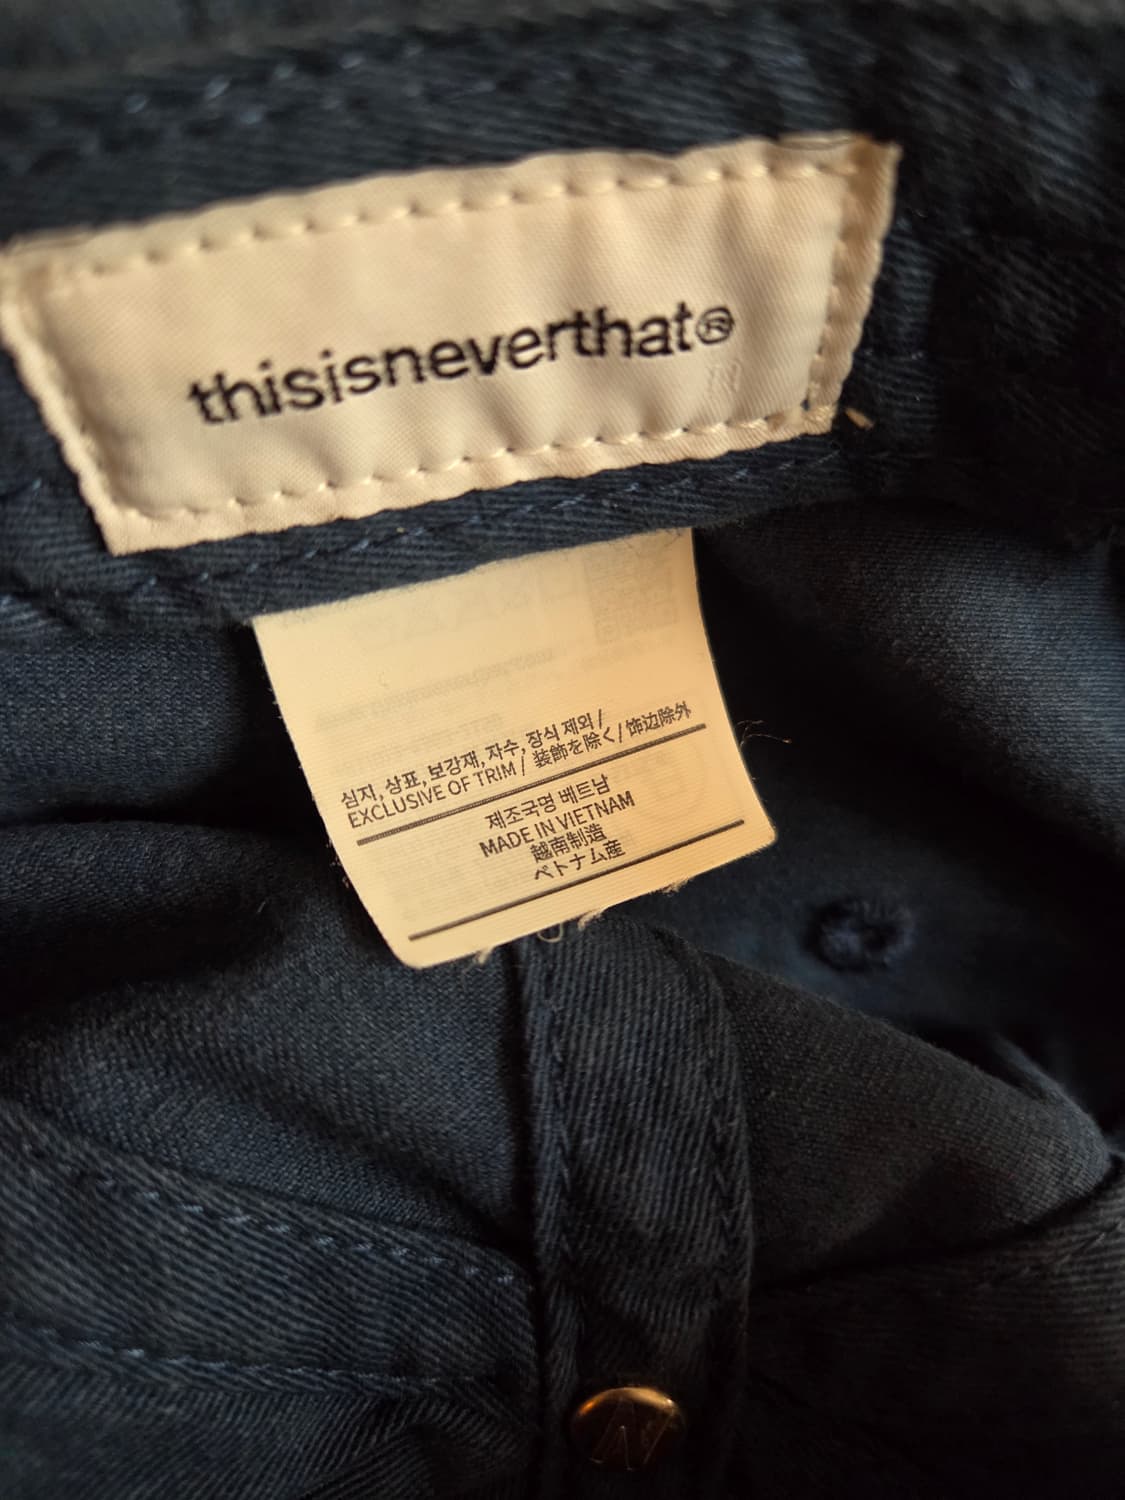 thisisneverthat®
심지, 상표, 보강재, 자수, 장식 제외 /
EXCLUSIVE OF TRIM / 装飾を除く / 饰边除外
제조국명 베트남
MADE IN VIETNAM
越南制造
ベトナム産